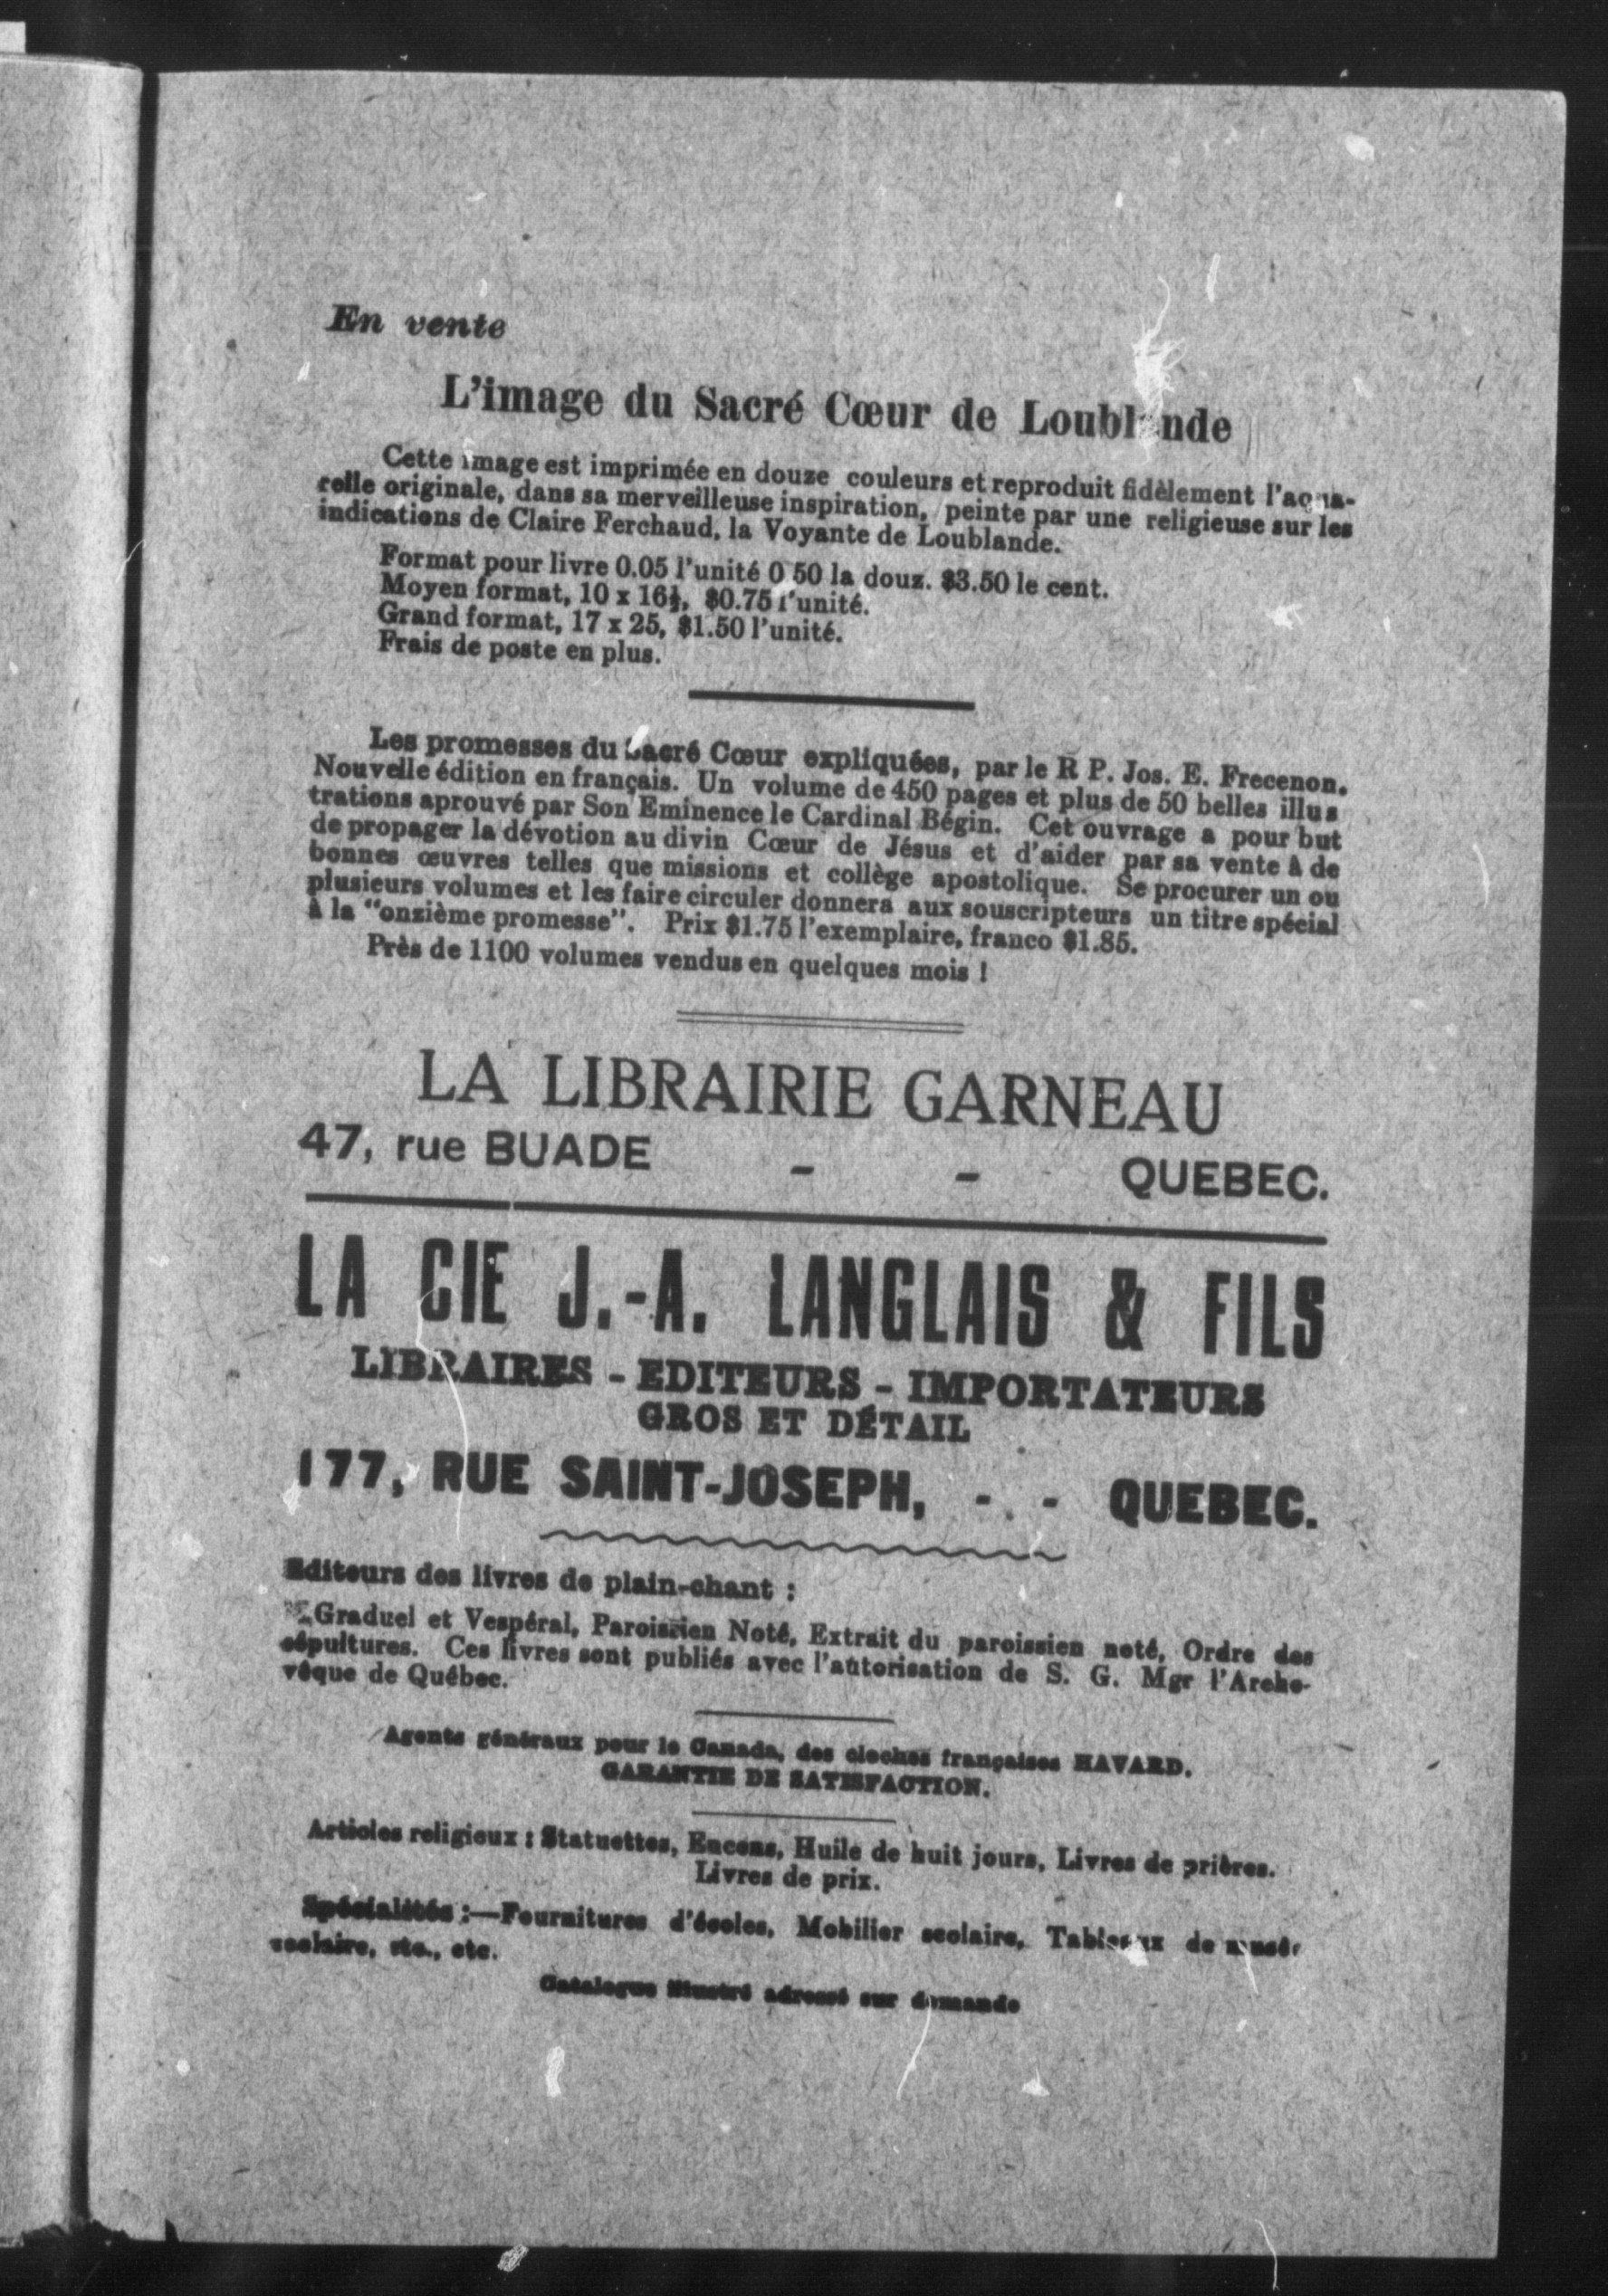 En vente
L'image du Sacré Cœur de Loublande
Cette image est imprimée en douze couleurs et reproduit fidèlement l'aqua-
relle originale, dans sa merveilleuse inspiration, peinte par une religieuse sur les
indications de Claire Ferchaud, la Voyante de Loublande.
Format pour livre 0.05 l'unité 0 50 la douz. $3.50 le cent.
Moyen format, 10 x 16½, $0.75 l'unité.
Grand format, 17 x 25, $1.50 l'unité.
Frais de poste en plus.
Les promesses du Sacré Cœur expliquées, par le R P. Jos. E. Frecenon.
Nouvelle édition en français. Un volume de 450 pages et plus de 50 belles illus
trations aprouvé par Son Eminence le Cardinal Bégin. Cet ouvrage a pour but
de propager la dévotion au divin Cœur de Jésus et d'aider par sa vente à de
bonnes œuvres telles que missions et collège apostolique. Se procurer un ou
plusieurs volumes et les faire circuler donnera aux souscripteurs un titre spécial
à la "onzième promesse". Prix $1.75 l'exemplaire, franco $1.85.
Près de 1100 volumes vendus en quelques mois !
LA LIBRAIRIE GARNEAU
47, rue BUADE - - QUEBEC.
LA CIE J.-A. LANGLAIS & FILS
LIBRAIRES - EDITEURS - IMPORTATEURS
GROS ET DÉTAIL
177, RUE SAINT-JOSEPH, - - QUEBEC.
Editeurs des livres de plain-chant :
Graduel et Vespéral, Paroissien Noté, Extrait du paroissien noté, Ordre des
sépultures. Ces livres sont publiés avec l'autorisation de S. G. Mgr l'Arche-
vêque de Québec.
Agents généraux pour le Canada, des cloches françaises HAVARD.
GARANTIE DE SATISFACTION.
Articles religieux : Statuettes, Encens, Huile de huit jours, Livres de prières.
Livres de prix.
Spécialités :—Fournitures d'écoles, Mobilier scolaire, Tableaux de musée
scolaire, etc., etc.
Catalogue illustré adressé sur demande